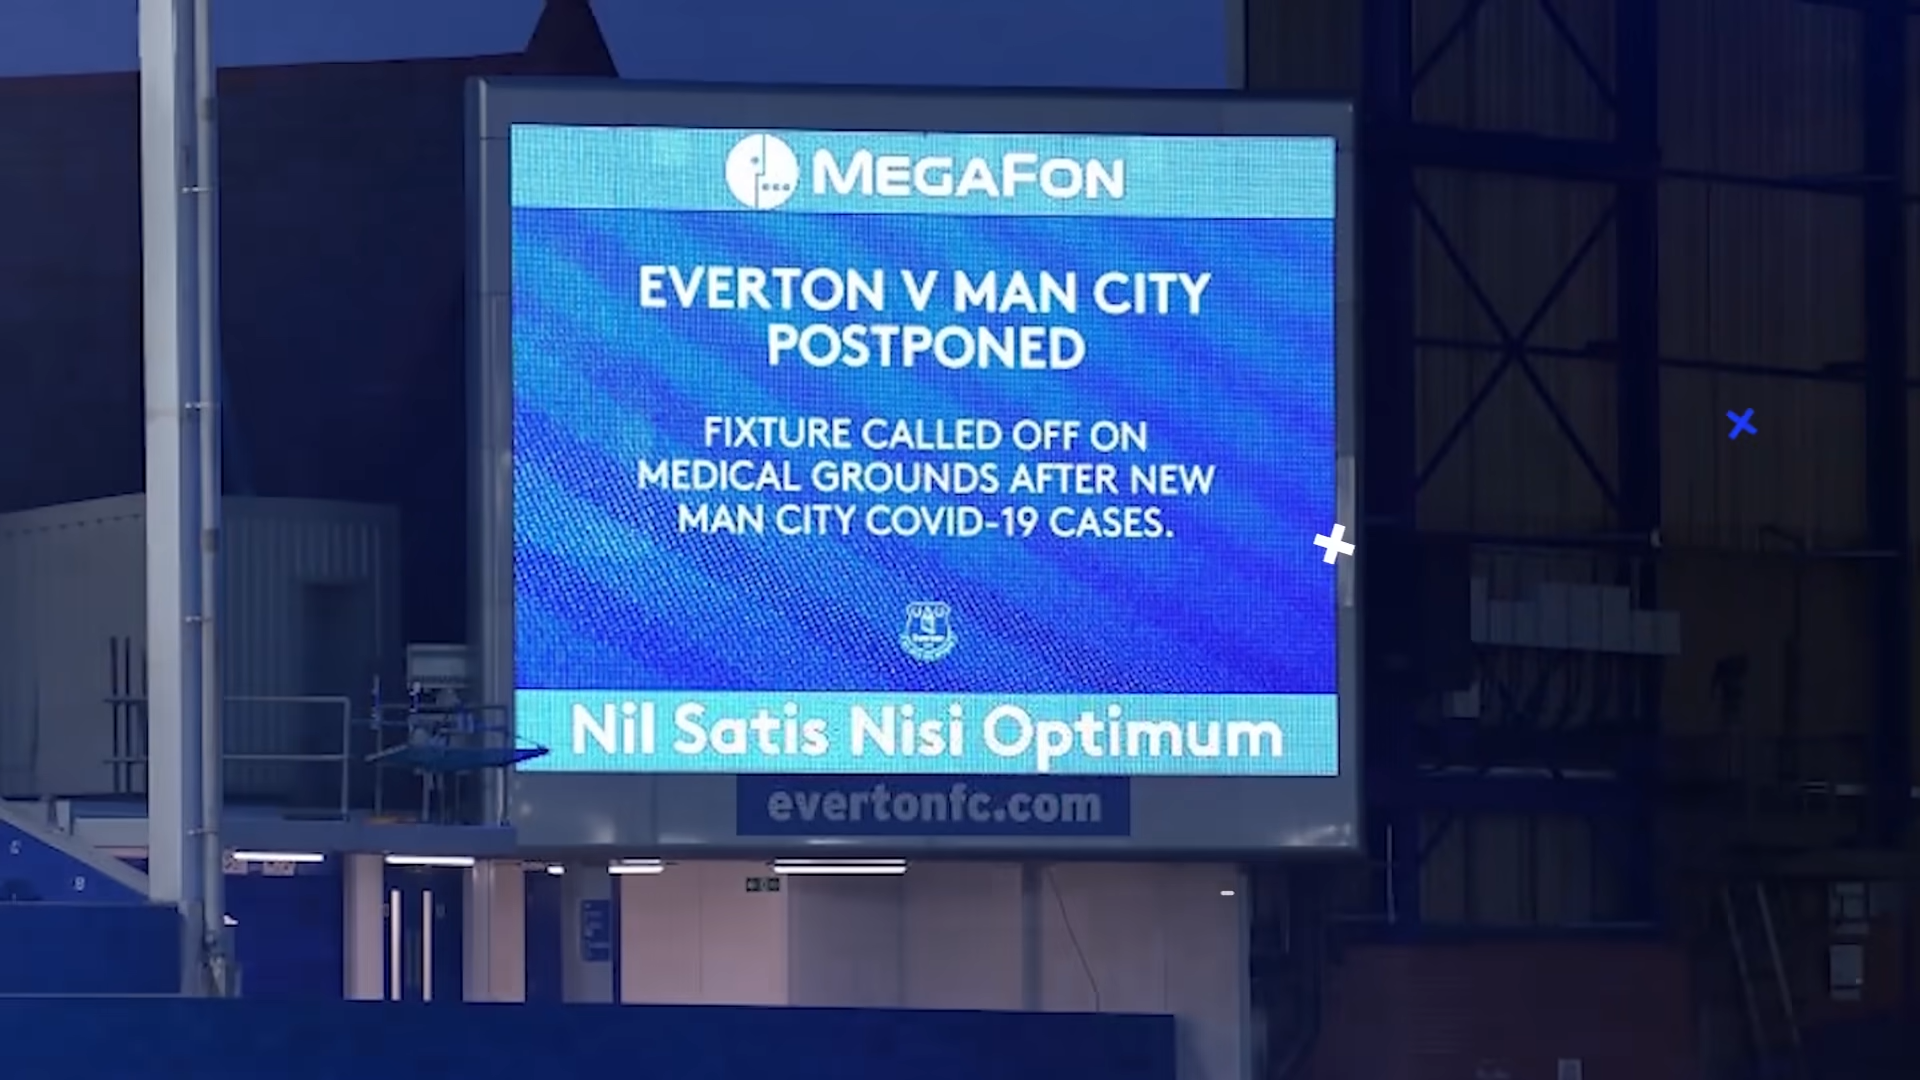 MEGAFON
EVERTON V MAN CITY
POSTPONED
FIXTURE CALLED OFF ON
MEDICAL GROUNDS AFTER NEW
MAN CITY COVID-19 CASES.
Nil Satis Nisi Optimum
evertonfc.com